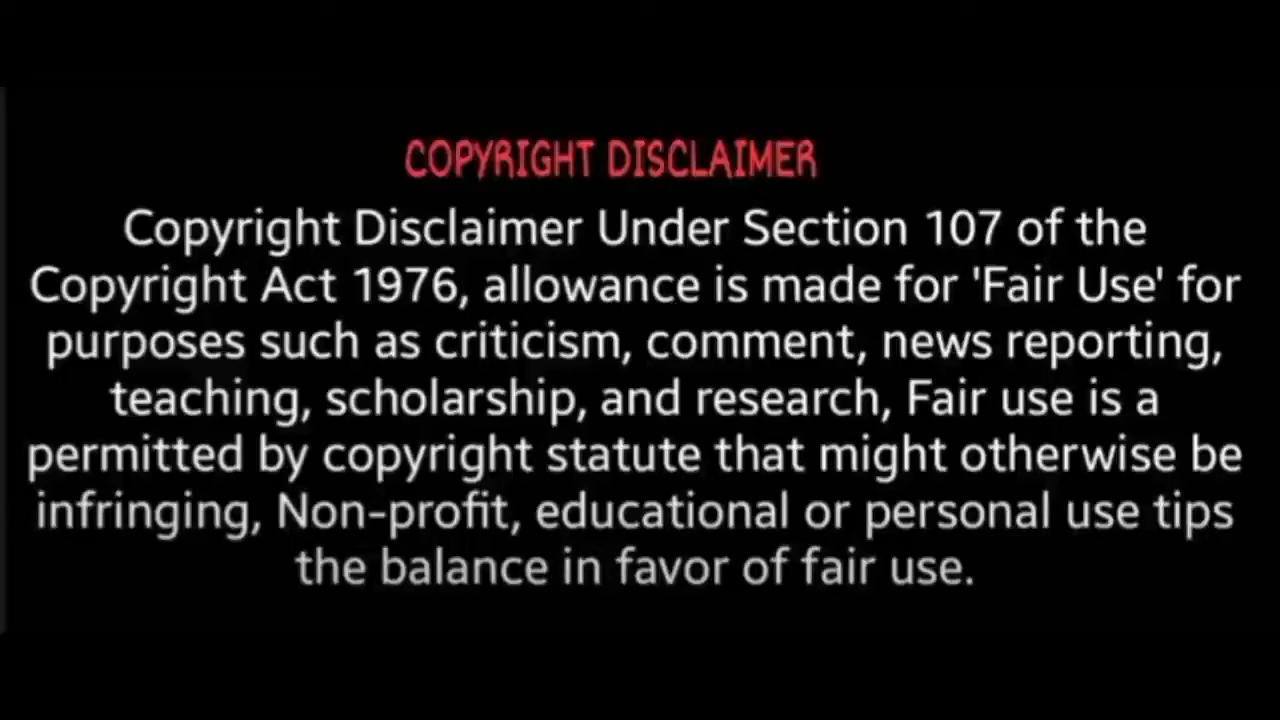 COPYRIGHT DISCLAIMER
Copyright Disclaimer Under Section 107 of the
Copyright Act 1976, allowance is made for 'Fair Use' for
purposes such as criticism, comment, news reporting,
teaching, scholarship, and research, Fair use is a
permitted by copyright statute that might otherwise be
infringing, Non-profit, educational or personal use tips
the balance in favor of fair use.